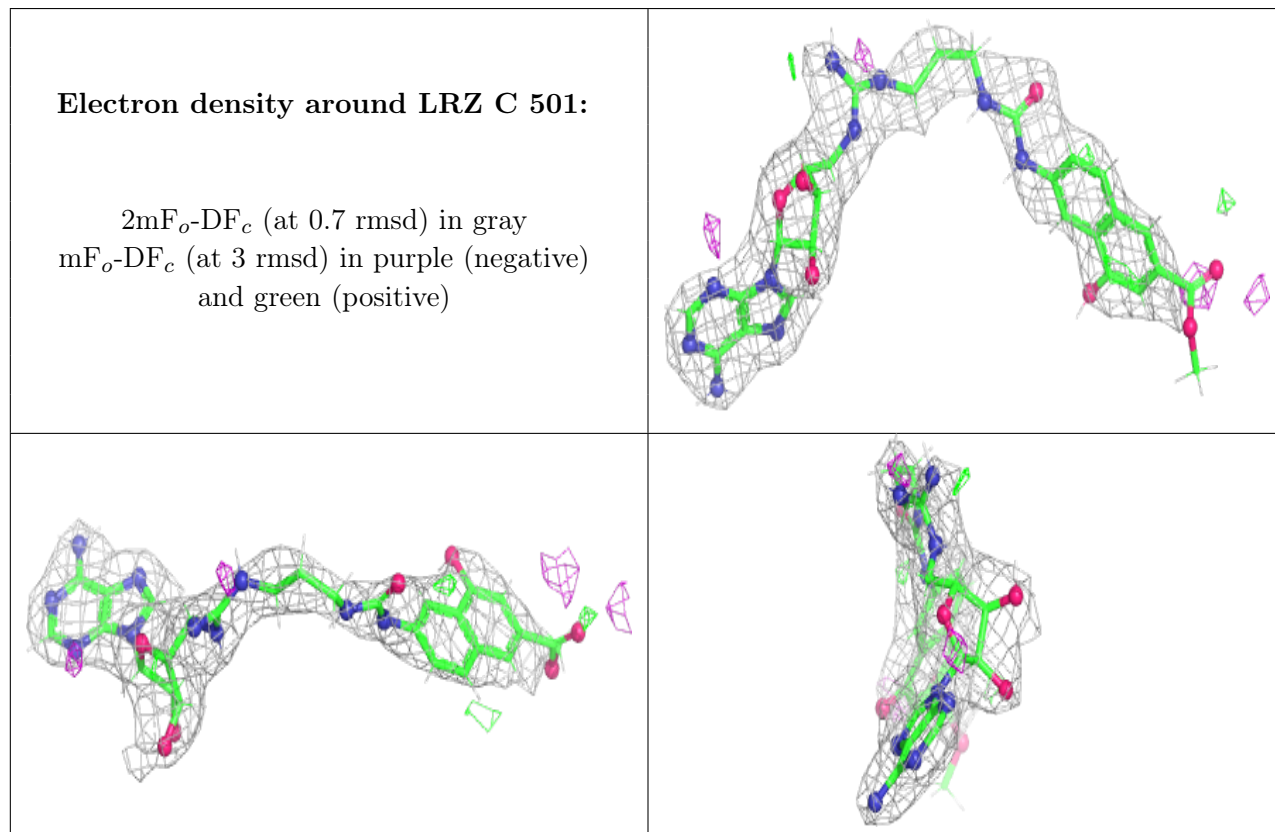 Electron density around LRZ C 501:
2mFo-DFc (at 0.7 rmsd) in gray
mFo-DFc (at 3 rmsd) in purple (negative)
and green (positive)